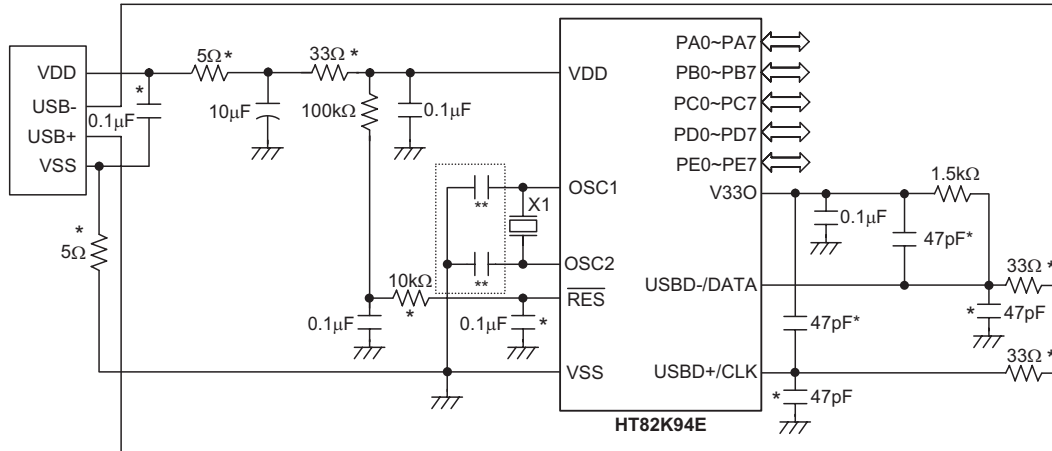 VDD
USB-
USB+
VSS
*
0.1µF
5Ω*
10µF
33Ω*
100kΩ
0.1µF
*
5Ω
**
**
X1
10kΩ
*
0.1µF
0.1µF
*
VDD
OSC1
OSC2
RES
VSS
PA0~PA7
PB0~PB7
PC0~PC7
PD0~PD7
PE0~PE7
V33O
USBD-/DATA
USBD+/CLK
HT82K94E
0.1µF
1.5kΩ
47pF*
47pF*
33Ω*
*
47pF
33Ω*
*
47pF